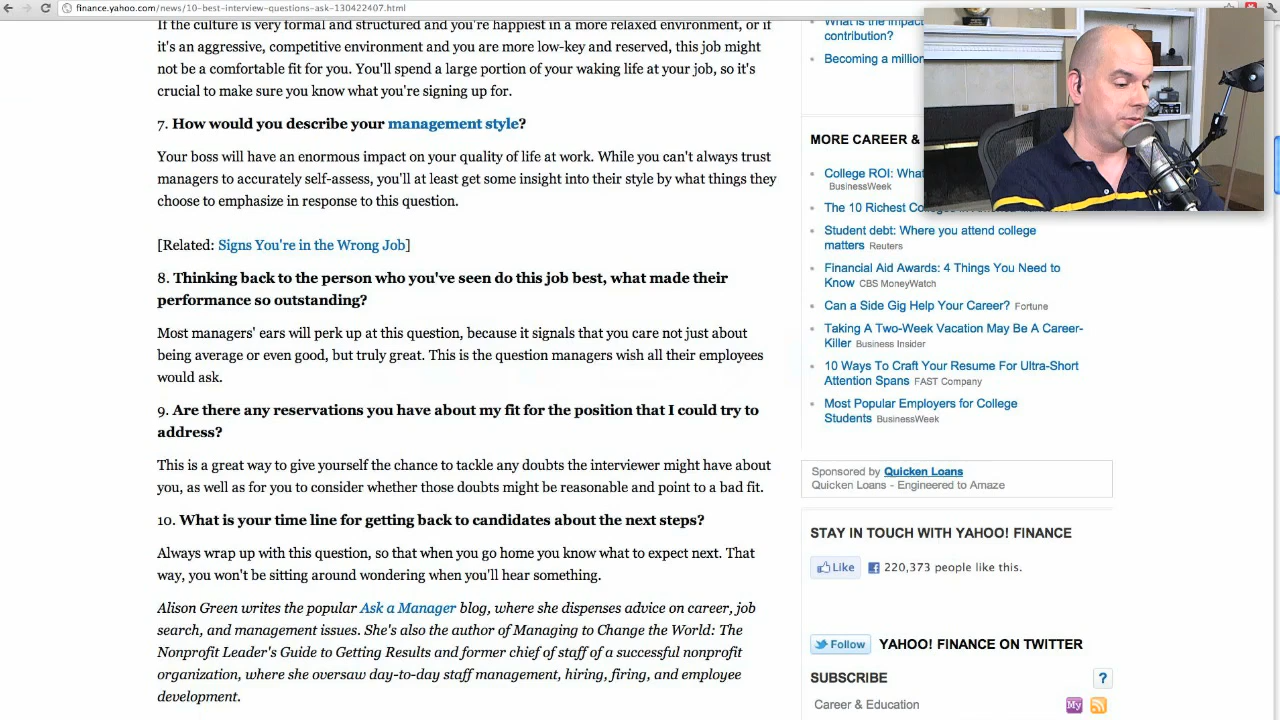 finance.yahoo.com/news/10-best-interview-questions-ask-130422407.html
If the culture is very formal and structured and you're happiest in a more relaxed environment, or if
it's an aggressive, competitive environment and you are more low-key and reserved, this job might
not be a comfortable fit for you. You'll spend a large portion of your waking life at your job, so it's
crucial to make sure you know what you're signing up for.
7. How would you describe your management style?
Your boss will have an enormous impact on your quality of life at work. While you can't always trust
managers to accurately self-assess, you'll at least get some insight into their style by what things they
choose to emphasize in response to this question.
[Related: Signs You're in the Wrong Job]
8. Thinking back to the person who you've seen do this job best, what made their
performance so outstanding?
Most managers' ears will perk up at this question, because it signals that you care not just about
being average or even good, but truly great. This is the question managers wish all their employees
would ask.
9. Are there any reservations you have about my fit for the position that I could try to
address?
This is a great way to give yourself the chance to tackle any doubts the interviewer might have about
you, as well as for you to consider whether those doubts might be reasonable and point to a bad fit.
10. What is your time line for getting back to candidates about the next steps?
Always wrap up with this question, so that when you go home you know what to expect next. That
way, you won't be sitting around wondering when you'll hear something.
Alison Green writes the popular Ask a Manager blog, where she dispenses advice on career, job
search, and management issues. She's also the author of Managing to Change the World: The
Nonprofit Leader's Guide to Getting Results and former chief of staff of a successful nonprofit
organization, where she oversaw day-to-day staff management, hiring, firing, and employee
development.
What is the impact
contribution?
Becoming a million
MORE CAREER &
College ROI: What
BusinessWeek
The 10 Richest
Student debt: Where you attend college
matters Reuters
Financial Aid Awards: 4 Things You Need to
Know CBS MoneyWatch
Can a Side Gig Help Your Career? Fortune
Taking A Two-Week Vacation May Be A Career-
Killer Business Insider
10 Ways To Craft Your Resume For Ultra-Short
Attention Spans FAST Company
Most Popular Employers for College
Students BusinessWeek
Sponsored by Quicken Loans
Quicken Loans - Engineered to Amaze
STAY IN TOUCH WITH YAHOO! FINANCE
Like 220,373 people like this.
Follow YAHOO! FINANCE ON TWITTER
SUBSCRIBE ?
Career & Education My